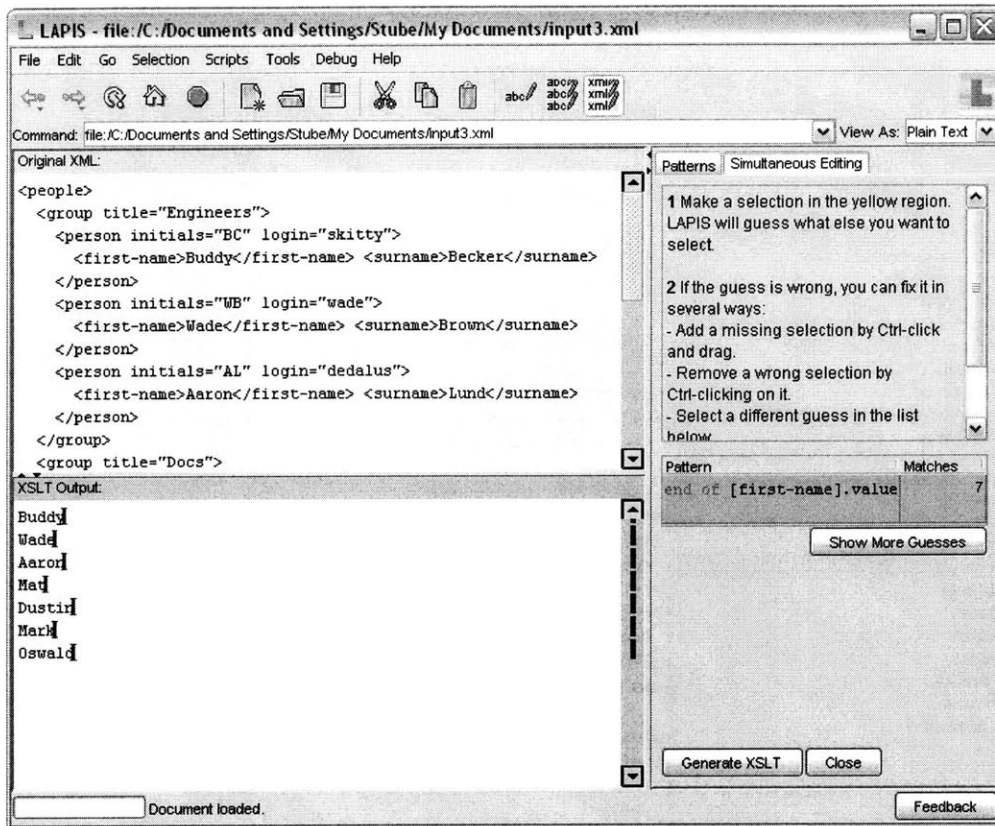 LAPIS - file:/C:/Documents and Settings/Stube/My Documents/input3.xml
File Edit Go Selection Scripts Tools Debug Help
abc abc abc abc xml xml xml
Command: file:/C:/Documents and Settings/Stube/My Documents/input3.xml View As: Plain Text
Original XML:
<people>
  <group title="Engineers">
    <person initials="BC" login="skitty">
      <first-name>Buddy</first-name> <surname>Becker</surname>
    </person>
    <person initials="WB" login="wade">
      <first-name>Wade</first-name> <surname>Brown</surname>
    </person>
    <person initials="AL" login="dedalus">
      <first-name>Aaron</first-name> <surname>Lund</surname>
    </person>
  </group>
  <group title="Docs">
XSLT Output:
Buddy
Wade
Aaron
Mat
Dustin
Mark
Oswald
Patterns Simultaneous Editing
1 Make a selection in the yellow region.
LAPIS will guess what else you want to
select.
2 If the guess is wrong, you can fix it in
several ways:
- Add a missing selection by Ctrl-click
and drag.
- Remove a wrong selection by
Ctrl-clicking on it.
- Select a different guess in the list
below
Pattern Matches
end of [first-name].value 7
Show More Guesses
Generate XSLT Close
Document loaded. Feedback